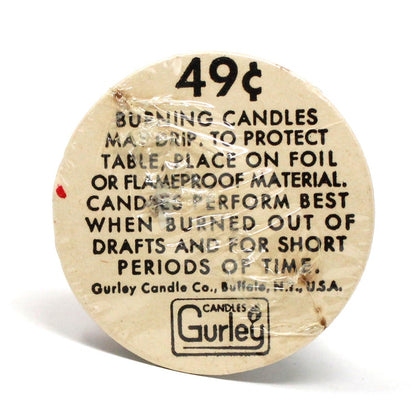 49¢
BURNING CANDLES
MAY DRIP. TO PROTECT
TABLE, PLACE ON FOIL
OR FLAMEPROOF MATERIAL.
CANDLES PERFORM BEST
WHEN BURNED OUT OF
DRAFTS AND FOR SHORT
PERIODS OF TIME.
Gurley Candle Co., Buffalo, N.Y., U.S.A.
CANDLES
Gurley